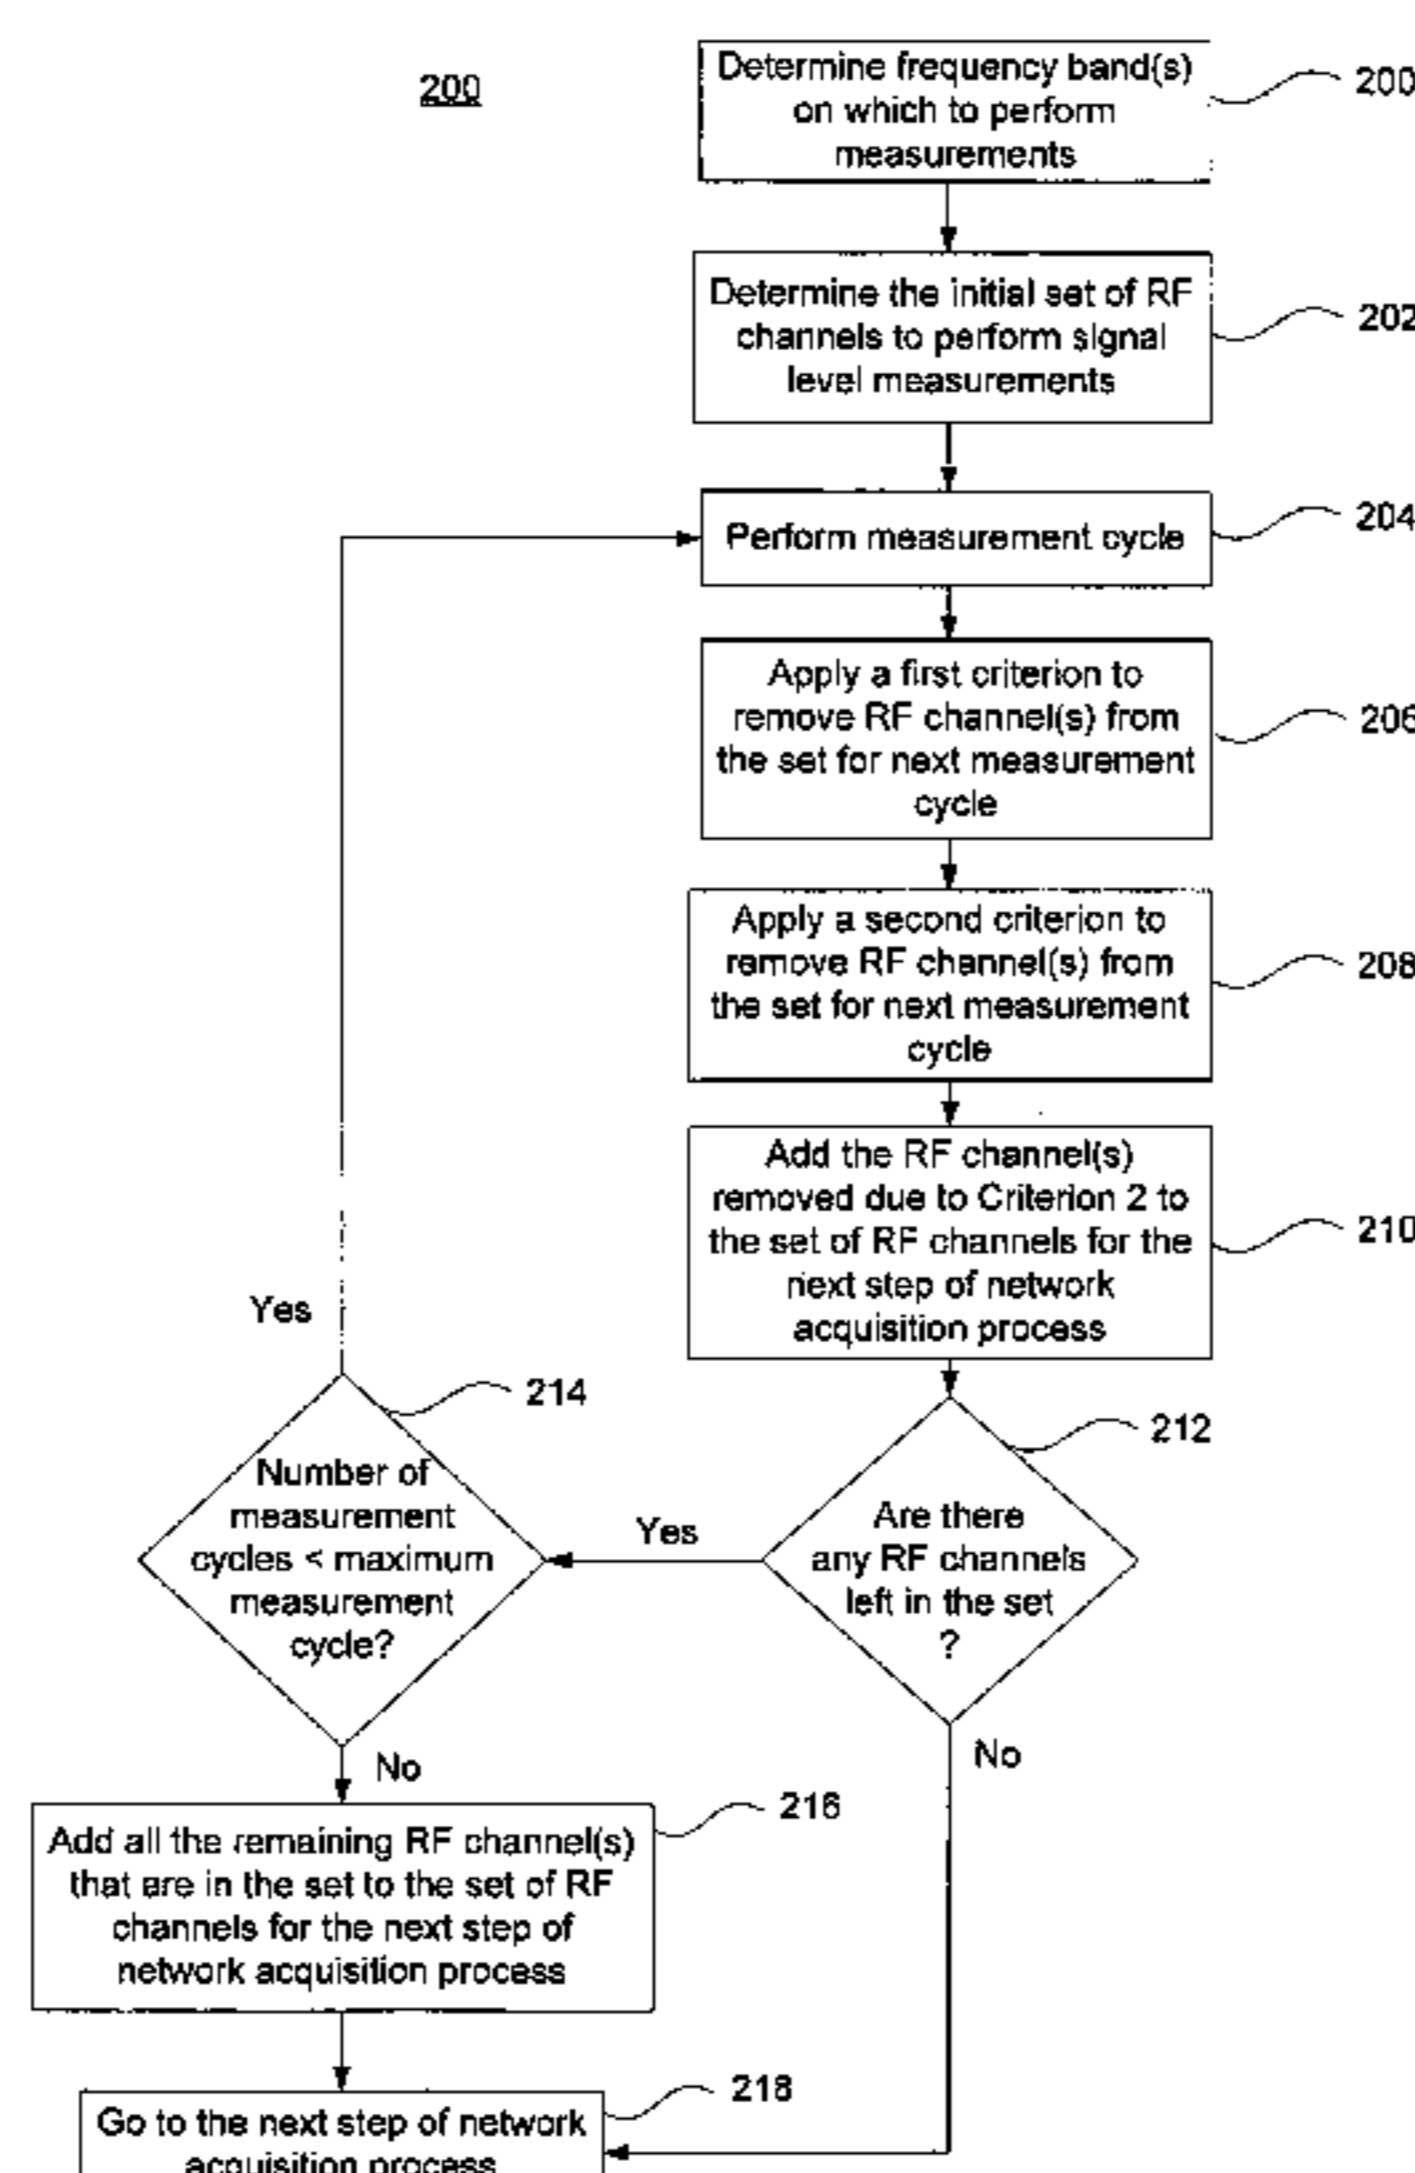 200
Determine frequency band(s)
on which to perform
measurements
200
Determine the initial set of RF
channels to perform signal
level measurements
202
Perform measurement cycle
204
Apply a first criterion to
remove RF channel(s) from
the set for next measurement
cycle
206
Apply a second criterion to
remove RF channel(s) from
the set for next measurement
cycle
208
Add the RF channel(s)
removed due to Criterion 2 to
the set of RF channels for the
next step of network
acquisition process
210
Are there
any RF channels
left in the set
?
212
Yes
No
Number of
measurement
cycles < maximum
measurement
cycle?
214
Yes
No
Add all the remaining RF channel(s)
that are in the set to the set of RF
channels for the next step of
network acquisition process
216
Go to the next step of network
acquisition process
218